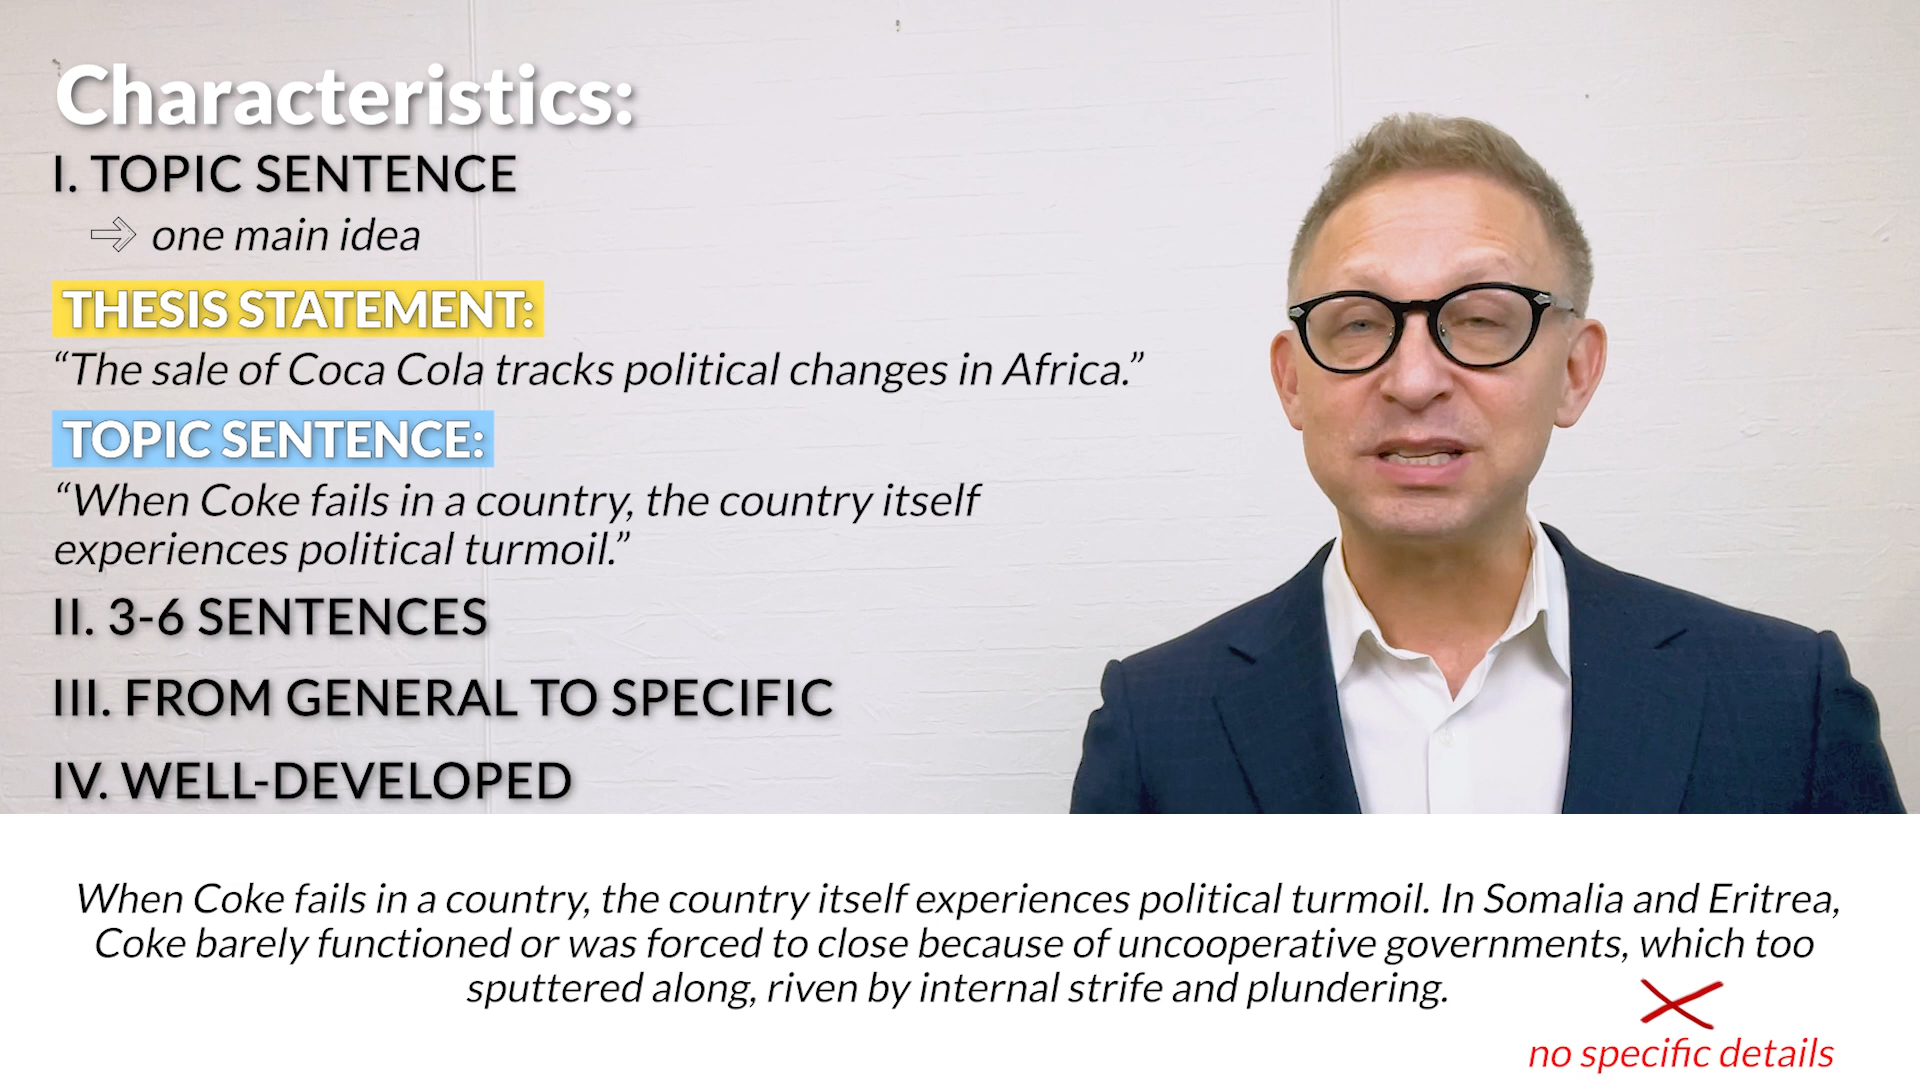 Characteristics:
I. TOPIC SENTENCE
⇨ one main idea
THESIS STATEMENT:
“The sale of Coca Cola tracks political changes in Africa.”
TOPIC SENTENCE:
“When Coke fails in a country, the country itself
experiences political turmoil.”
II. 3-6 SENTENCES
III. FROM GENERAL TO SPECIFIC
IV. WELL-DEVELOPED
When Coke fails in a country, the country itself experiences political turmoil. In Somalia and Eritrea,
Coke barely functioned or was forced to close because of uncooperative governments, which too
sputtered along, riven by internal strife and plundering.
no specific details